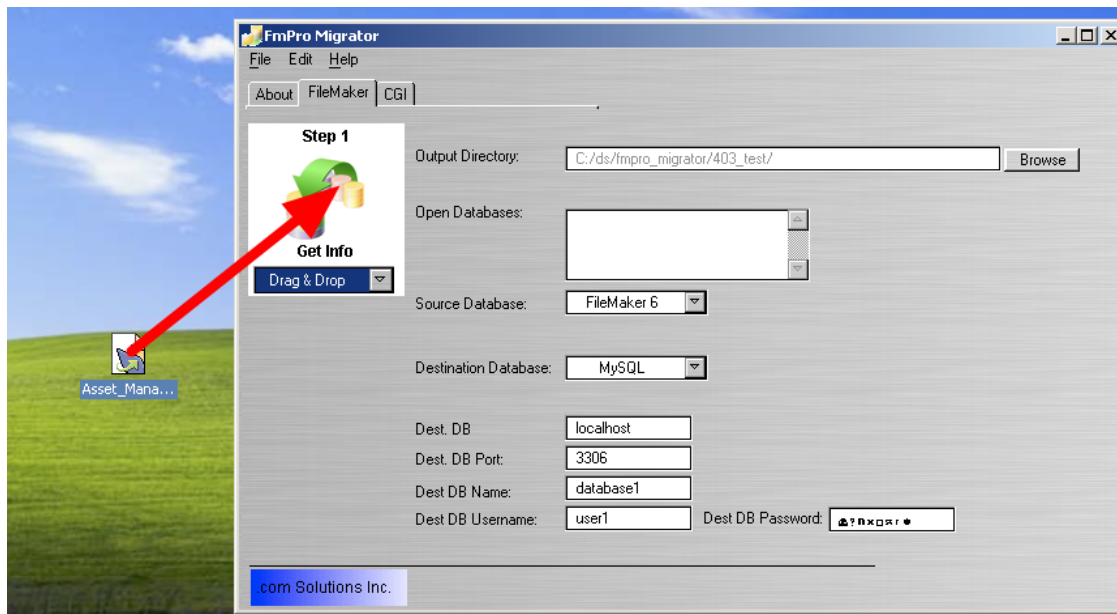 FmPro Migrator
File Edit Help
About FileMaker CGI
Step 1
Get Info
Drag & Drop
Output Directory: C:/ds/fmpro_migrator/403_test/ Browse
Open Databases:
Source Database: FileMaker 6
Destination Database: MySQL
Dest. DB localhost
Dest. DB Port: 3306
Dest DB Name: database1
Dest DB Username: user1 Dest DB Password:
Asset_Mana...
.com Solutions Inc.